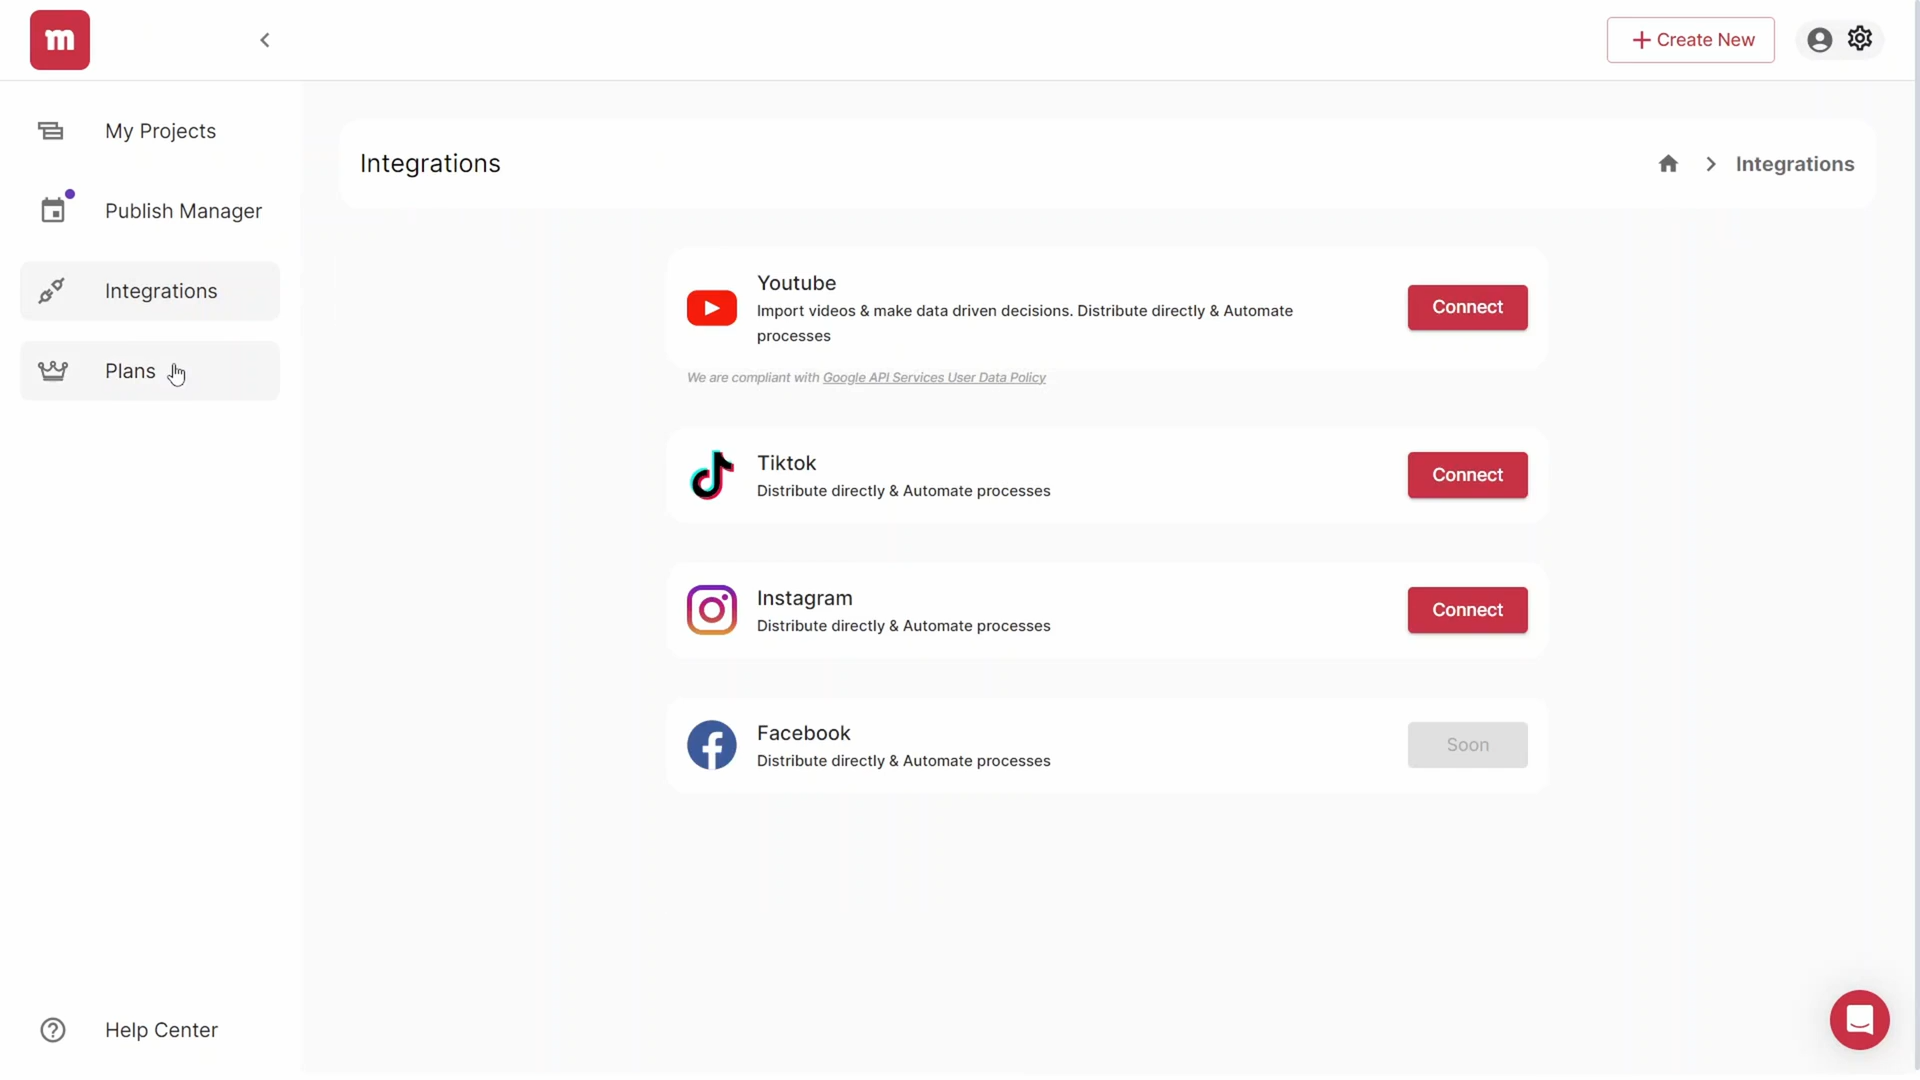 m
Create New
My Projects
Publish Manager
Integrations
Plans
Help Center
Integrations
Integrations
Youtube
Import videos & make data driven decisions. Distribute directly & Automate
processes
Connect
We are compliant with Google API Services User Data Policy
Tiktok
Distribute directly & Automate processes
Connect
Instagram
Distribute directly & Automate processes
Connect
Facebook
Distribute directly & Automate processes
Soon